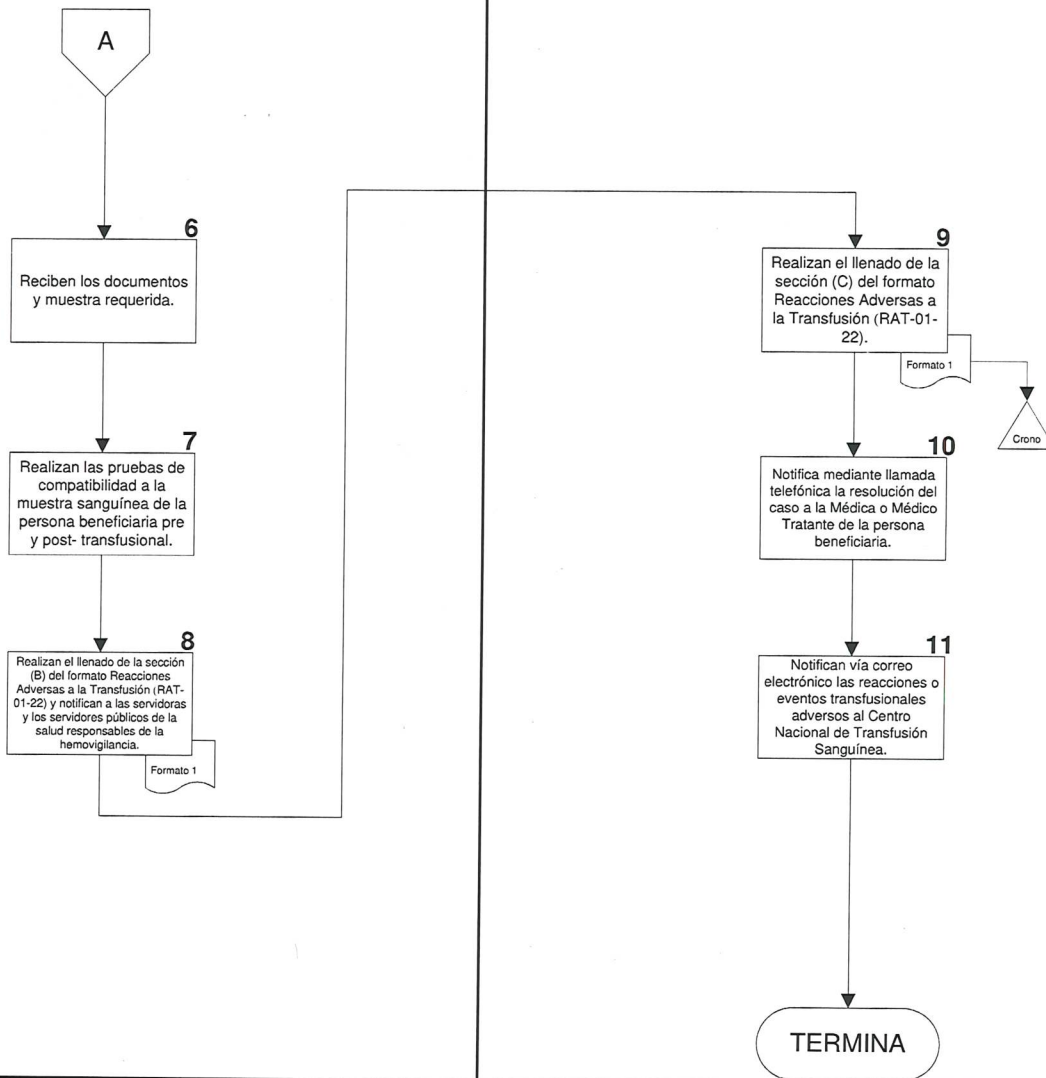 A
6
Reciben los documentos
y muestra requerida.
7
Realizan las pruebas de
compatibilidad a la
muestra sanguínea de la
persona beneficiaria pre
y post- transfusional.
8
Realizan el llenado de la sección
(B) del formato Reacciones
Adversas a la Transfusión (RAT-
01-22) y notifican a las servidoras
y los servidores públicos de la
salud responsables de la
hemovigilancia.
Formato 1
9
Realizan el llenado de la
sección (C) del formato
Reacciones Adversas a
la Transfusión (RAT-01-
22).
Formato 1
Crono
10
Notifica mediante llamada
telefónica la resolución del
caso a la Médica o Médico
Tratante de la persona
beneficiaria.
11
Notifican vía correo
electrónico las reacciones o
eventos transfusionales
adversos al Centro
Nacional de Transfusión
Sanguínea.
TERMINA